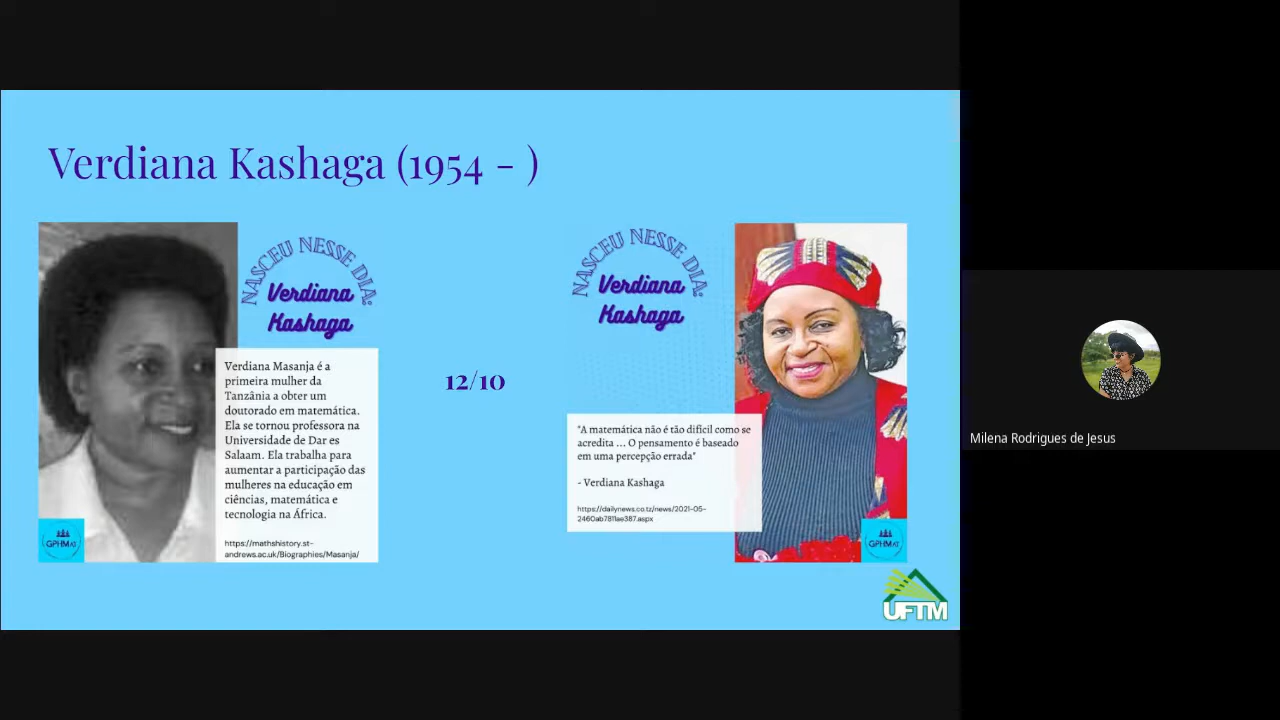 Verdiana Kashaga (1954 - )
NASCEU NESSE DIA:
Verdiana
Kashaga
Verdiana Masanja é a
primeira mulher da
Tanzânia a obter um
doutorado em matemática.
Ela se tornou professora na
Universidade de Dar es
Salaam. Ela trabalha para
aumentar a participação das
mulheres na educação em
ciências, matemática e
tecnologia na África.
https://mathshistory.st-
andrews.ac.uk/Biographies/Masanja/
GPHMAT
12/10
NASCEU NESSE DIA:
Verdiana
Kashaga
"A matemática não é tão difícil como se
acredita ... O pensamento é baseado
em uma percepção errada"
- Verdiana Kashaga
https://dailynews.co.tz/news/2021-05-
2460ab7811ae387.aspx
GPHMAT
UFTM
Milena Rodrigues de Jesus